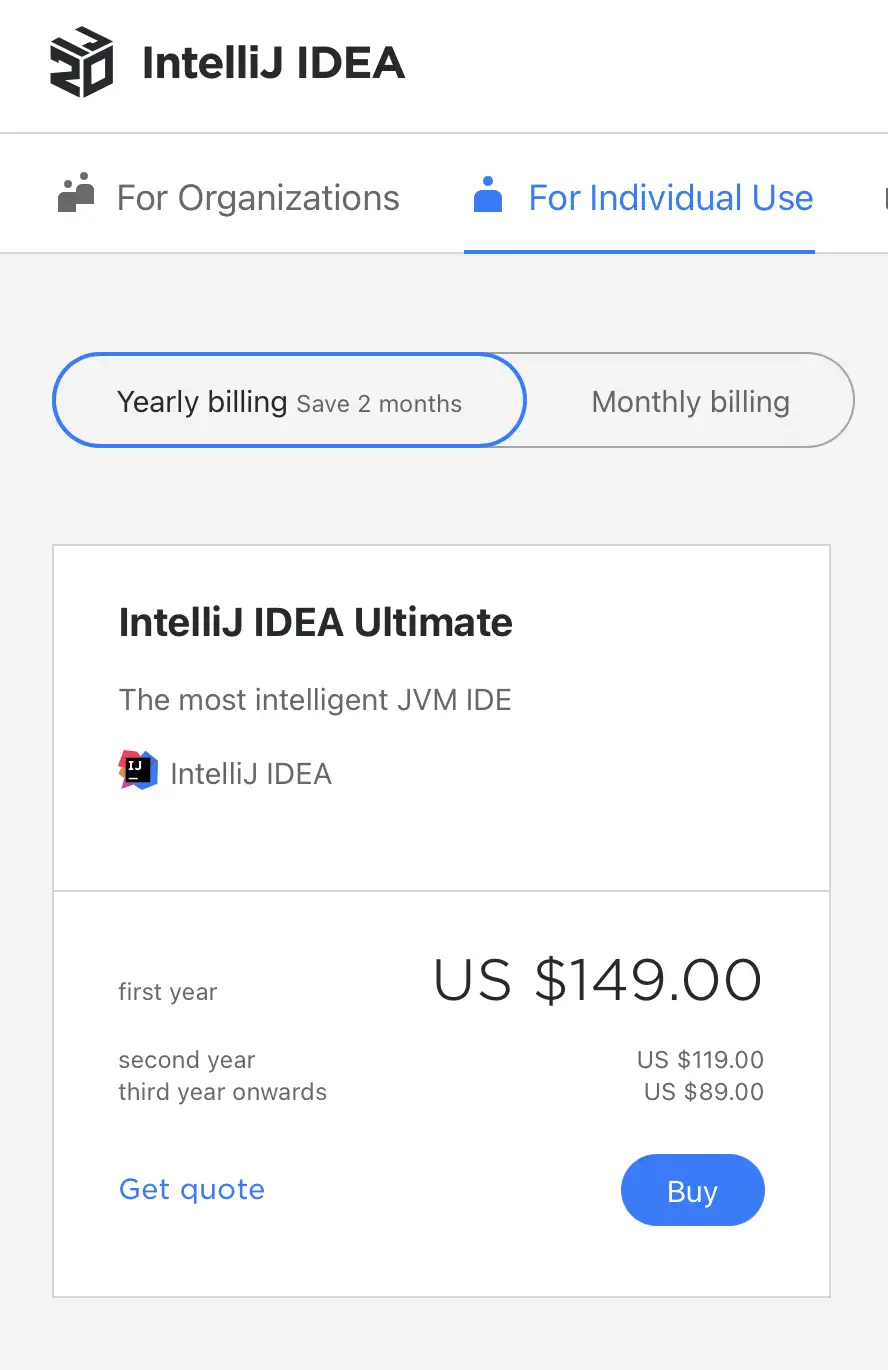 IntelliJ IDEA
For Organizations
For Individual Use
Yearly billing Save 2 months
Monthly billing
IntelliJ IDEA Ultimate
The most intelligent JVM IDE
IJ IntelliJ IDEA
first year US $149.00
second year US $119.00
third year onwards US $89.00
Get quote
Buy